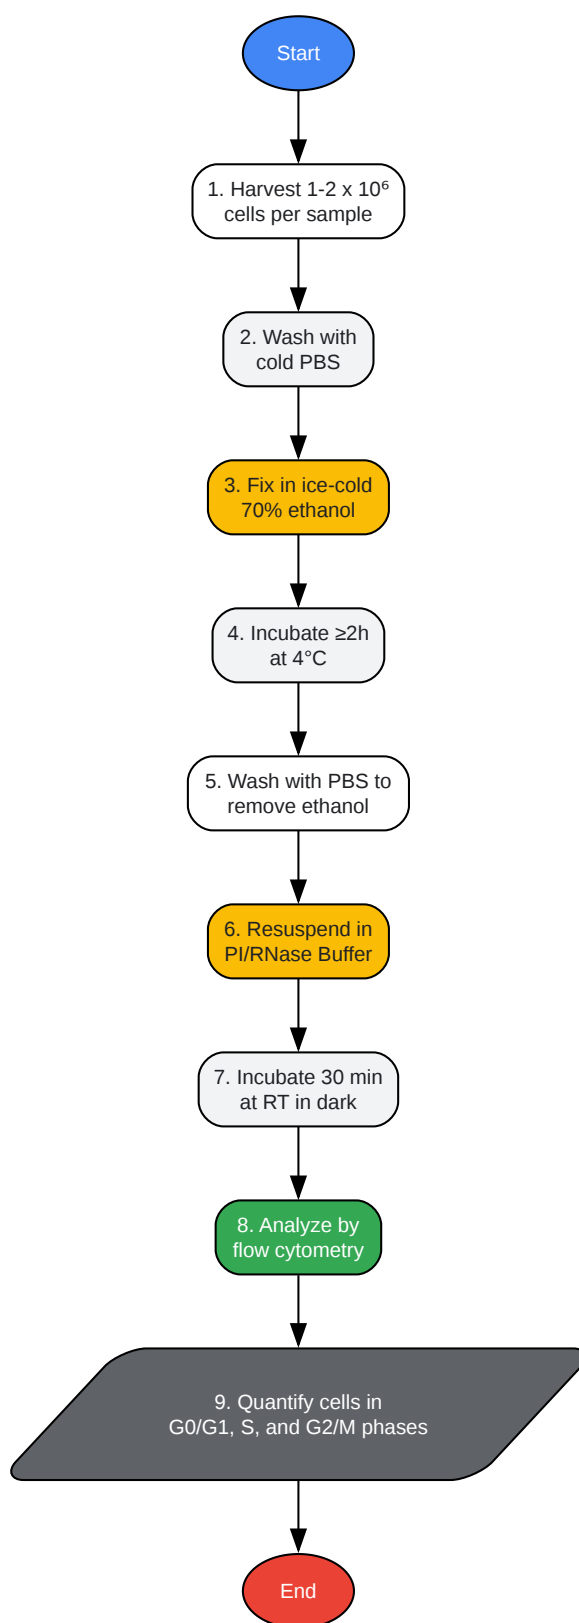 Start
1. Harvest 1-2 x 10⁶
cells per sample
2. Wash with
cold PBS
3. Fix in ice-cold
70% ethanol
4. Incubate ≥2h
at 4°C
5. Wash with PBS to
remove ethanol
6. Resuspend in
PI/RNase Buffer
7. Incubate 30 min
at RT in dark
8. Analyze by
flow cytometry
9. Quantify cells in
G0/G1, S, and G2/M phases
End